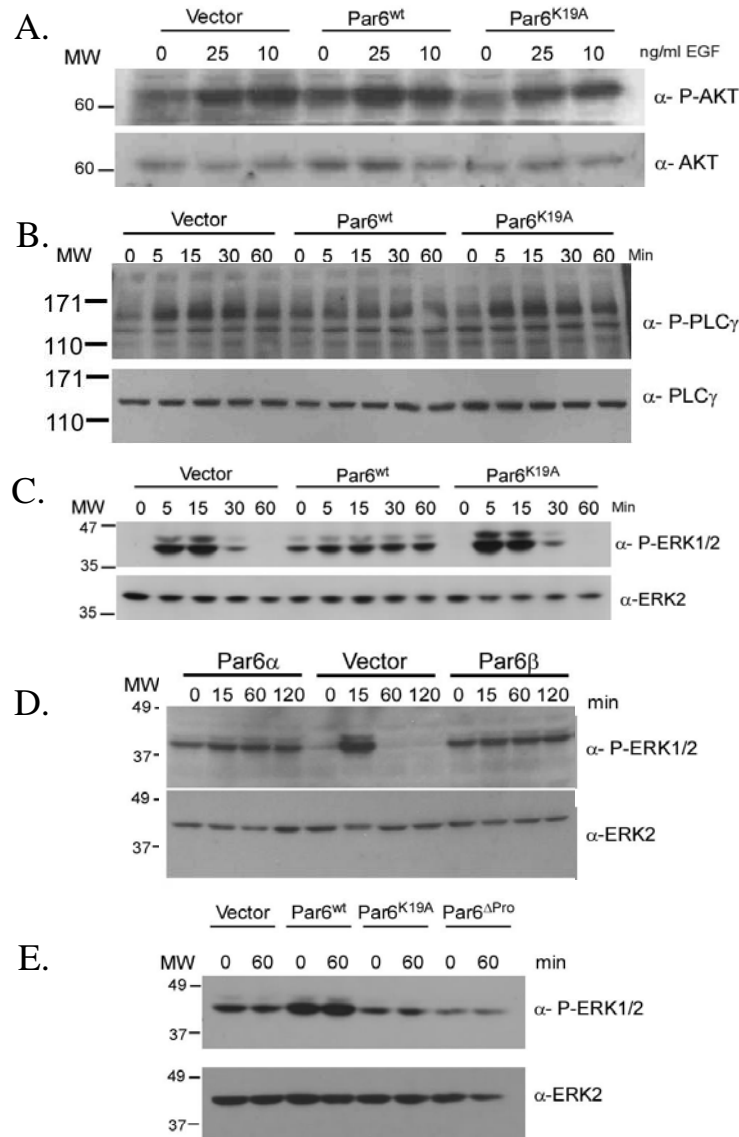 A.
Vector Par6wt Par6K19A
MW 0 25 10 0 25 10 0 25 10 ng/ml EGF
60 α- P-AKT
60 α- AKT
B.
Vector Par6wt Par6K19A
MW 0 5 15 30 60 0 5 15 30 60 0 5 15 30 60 Min
171
110
α- P-PLCγ
171
110
α- PLCγ
C.
Vector Par6wt Par6K19A
MW 0 5 15 30 60 0 5 15 30 60 0 5 15 30 60 Min
47
35
α- P-ERK1/2
35
α-ERK2
D.
Par6α Vector Par6β
MW 0 15 60 120 0 15 60 120 0 15 60 120 min
49
37
α- P-ERK1/2
49
37
α-ERK2
E.
Vector Par6wt Par6K19A Par6ΔPro
MW 0 60 0 60 0 60 0 60 min
49
37
α- P-ERK1/2
49
37
α-ERK2